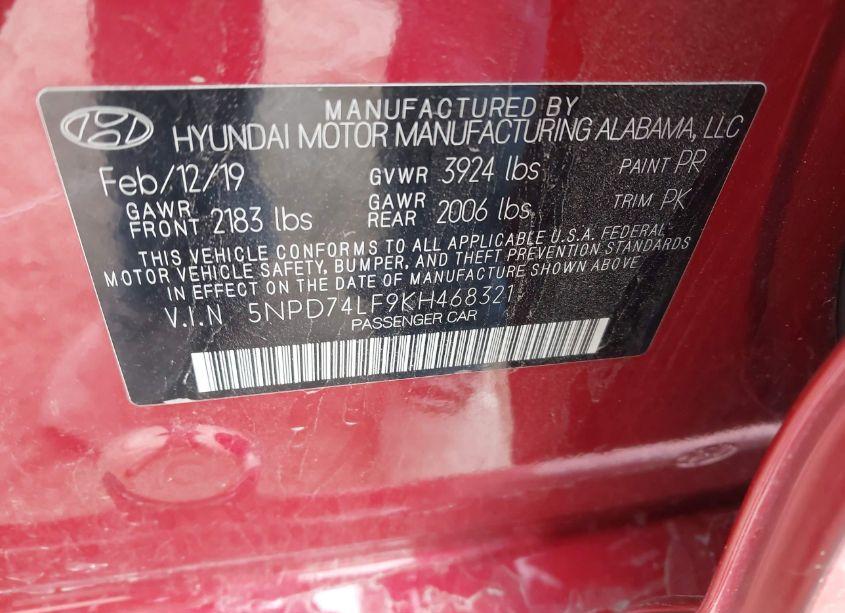 MANUFACTURED BY
HYUNDAI MOTOR MANUFACTURING ALABAMA, LLC
Feb/12/19 GVWR 3924 lbs PAINT PR
GAWR FRONT 2183 lbs GAWR REAR 2006 lbs TRIM PK
THIS VEHICLE CONFORMS TO ALL APPLICABLE U.S.A. FEDERAL
MOTOR VEHICLE SAFETY, BUMPER, AND THEFT PREVENTION STANDARDS
IN EFFECT ON THE DATE OF MANUFACTURE SHOWN ABOVE
V.I.N 5NPD74LF9KH468321
PASSENGER CAR